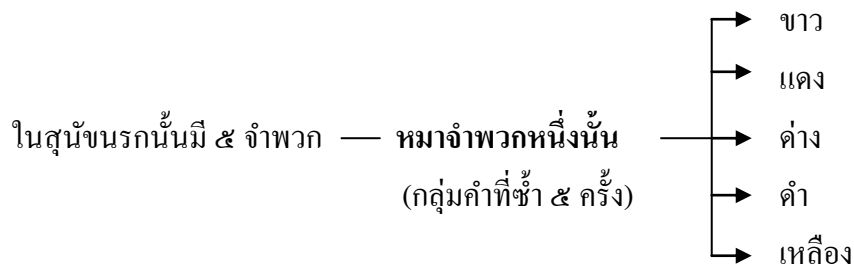 ขาว
แดง
ในสุนัขนรกนั้นมี ๕ จำพวก — หมาจำพวกหนึ่งนั้น
ด่าง
(กลุ่มคำที่ซ้ำ ๕ ครั้ง)
ดำ
เหลือง